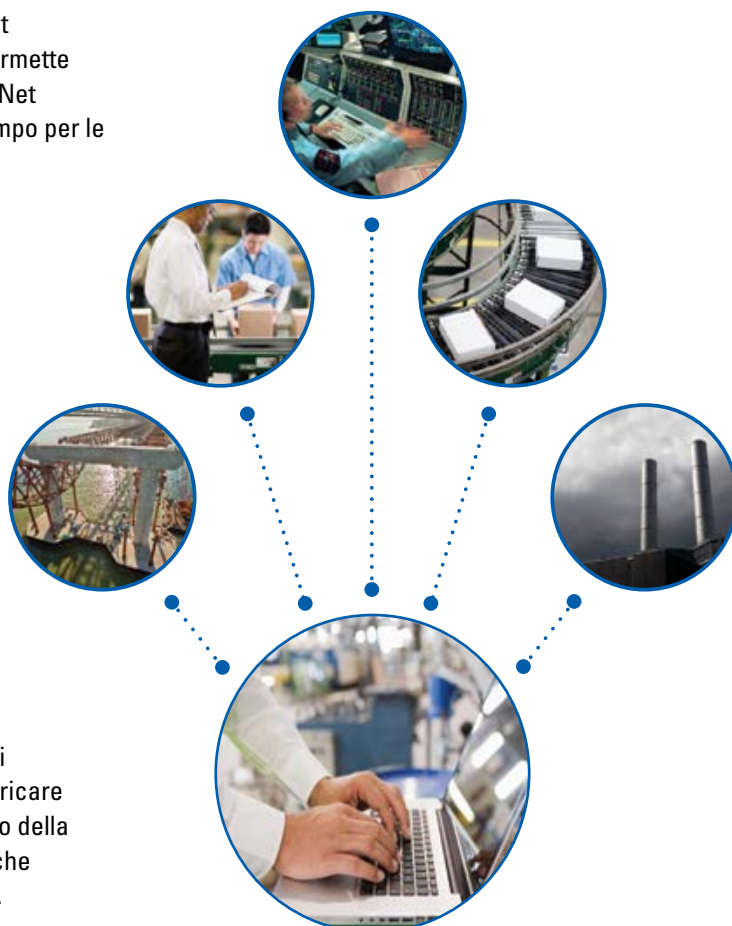 t
rmette
Net
mpo per le
i
ricare
o della
che
.